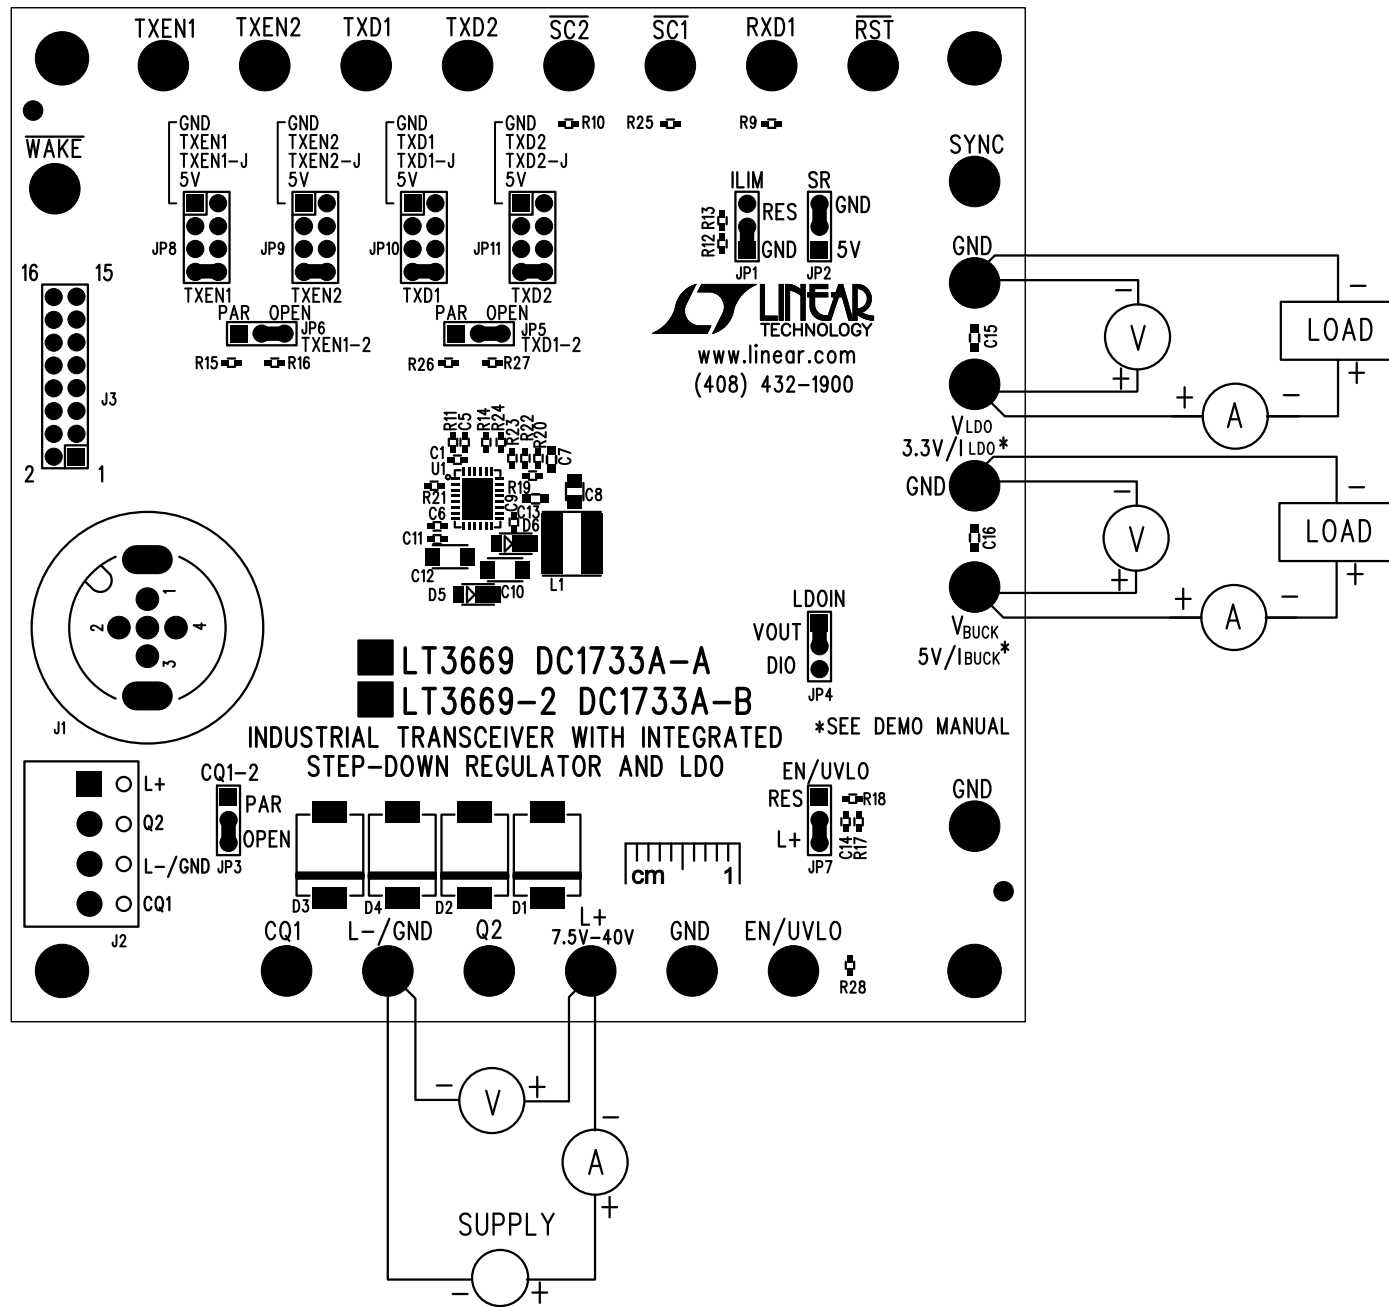 TXEN1 TXEN2 TXD1 TXD2 SC2 SC1 RXD1 RST
WAKE
SYNC
R10 R25 R9
GND
TXEN1
TXEN1-J
5V
GND
TXEN2
TXEN2-J
5V
GND
TXD1
TXD1-J
5V
GND
TXD2
TXD2-J
5V
JP8 JP9 JP10 JP11
TXEN1 TXEN2 TXD1 TXD2
ILIM
RES
GND
JP1
R13
R12
SR
GND
5V
JP2
PAR OPEN
JP6
TXEN1-2
R15 R16
PAR OPEN
JP5
TXD1-2
R26 R27
LINEAR
TECHNOLOGY
www.linear.com
(408) 432-1900
16 15
J3
2 1
GND
C15
VLDO
3.3V/ILDO*
GND
C16
VBUCK
5V/IBUCK*
- V +
- LOAD +
+ A -
- V +
- LOAD +
+ A -
R11 C5 R14 R24 R23 R22 R20 C7
C1
U1
R21
R19
C9
C13
C8
C6
C11
D6
C12
C10
D5
L1
1
2 4
3
J1
LDOIN
VOUT
DIO
JP4
LT3669 DC1733A-A
LT3669-2 DC1733A-B
INDUSTRIAL TRANSCEIVER WITH INTEGRATED
STEP-DOWN REGULATOR AND LDO
*SEE DEMO MANUAL
L+
Q2
L-/GND
CQ1
J2
CQ1-2
PAR
OPEN
JP3
D3 D4 D2 D1
cm 1
EN/UVLO
RES
L+
JP7
R18
C14
R17
GND
CQ1 L-/GND Q2 L+
7.5V-40V
GND EN/UVLO
R28
- V +
-
A
+
SUPPLY
- +